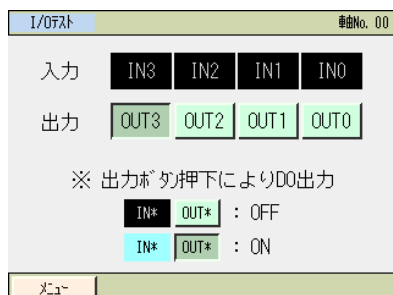 I/Oテスト 軸No. 00
入力 IN3 IN2 IN1 IN0
出力 OUT3 OUT2 OUT1 OUT0
※ 出力ボタン押下によりDO出力
IN* OUT* : OFF
IN* OUT* : ON
メニュー